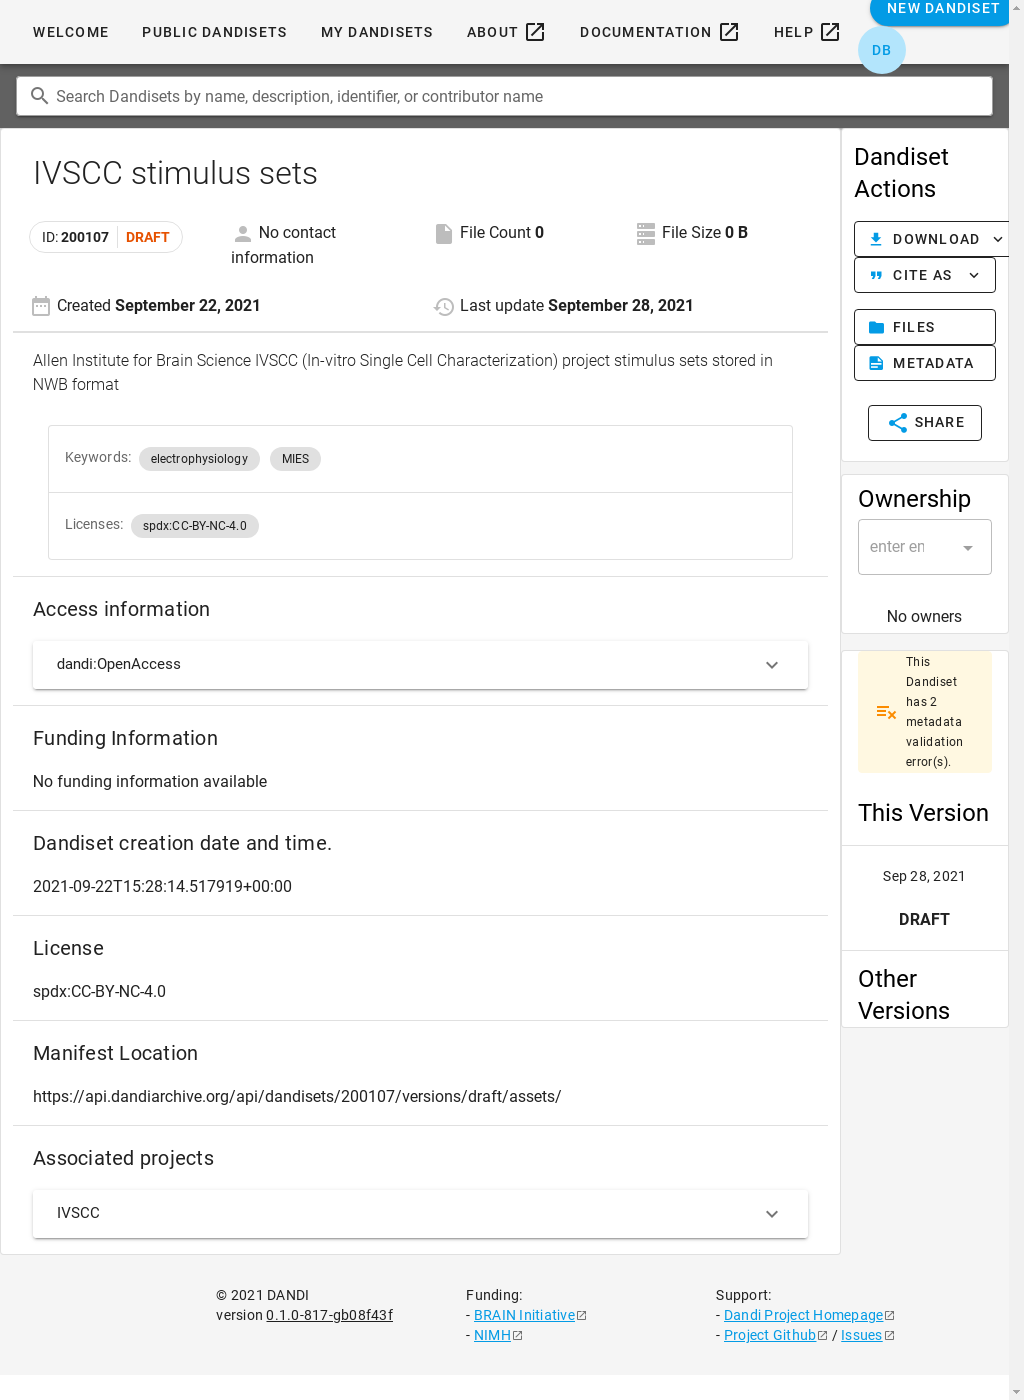 WELCOME PUBLIC DANDISETS MY DANDISETS ABOUT DOCUMENTATION HELP NEW DANDISET
DB
Search Dandisets by name, description, identifier, or contributor name
IVSCC stimulus sets
ID: 200107 DRAFT
No contact information
File Count 0
File Size 0 B
Created September 22, 2021
Last update September 28, 2021
Allen Institute for Brain Science IVSCC (In-vitro Single Cell Characterization) project stimulus sets stored in
NWB format
Keywords: electrophysiology MIES
Licenses: spdx:CC-BY-NC-4.0
Access information
dandi:OpenAccess
Funding Information
No funding information available
Dandiset creation date and time.
2021-09-22T15:28:14.517919+00:00
License
spdx:CC-BY-NC-4.0
Manifest Location
https://api.dandiarchive.org/api/dandisets/200107/versions/draft/assets/
Associated projects
IVSCC
Dandiset
Actions
DOWNLOAD
CITE AS
FILES
METADATA
SHARE
Ownership
enter en
No owners
This
Dandiset
has 2
metadata
validation
error(s).
This Version
Sep 28, 2021
DRAFT
Other
Versions
© 2021 DANDI
version 0.1.0-817-gb08f43f
Funding:
- BRAIN Initiative
- NIMH
Support:
- Dandi Project Homepage
- Project Github / Issues